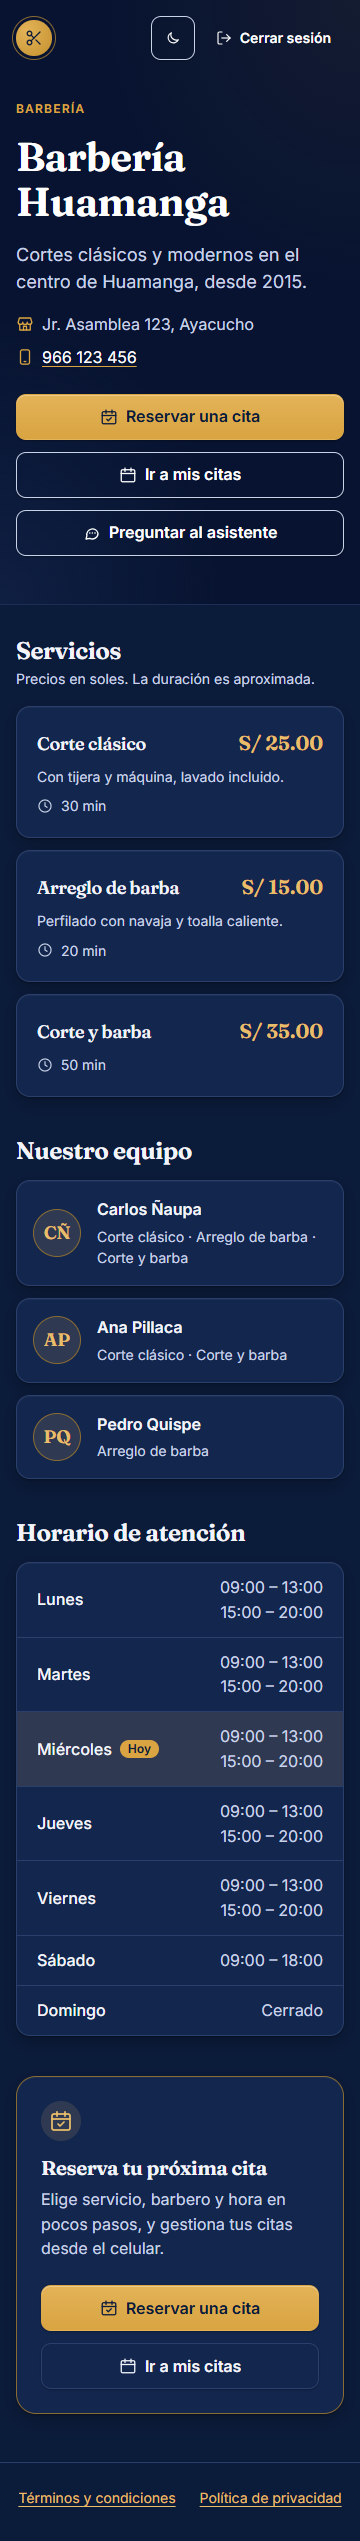 Cerrar sesión
BARBERÍA
Barbería
Huamanga
Cortes clásicos y modernos en el
centro de Huamanga, desde 2015.
Jr. Asamblea 123, Ayacucho
966 123 456
Reservar una cita
Ir a mis citas
Preguntar al asistente
Servicios
Precios en soles. La duración es aproximada.
Corte clásico S/ 25.00
Con tijera y máquina, lavado incluido.
30 min
Arreglo de barba S/ 15.00
Perfilado con navaja y toalla caliente.
20 min
Corte y barba S/ 35.00
50 min
Nuestro equipo
CÑ
Carlos Ñaupa
Corte clásico · Arreglo de barba ·
Corte y barba
AP
Ana Pillaca
Corte clásico · Corte y barba
PQ
Pedro Quispe
Arreglo de barba
Horario de atención
Lunes
09:00 – 13:00
15:00 – 20:00
Martes
09:00 – 13:00
15:00 – 20:00
Miércoles Hoy
09:00 – 13:00
15:00 – 20:00
Jueves
09:00 – 13:00
15:00 – 20:00
Viernes
09:00 – 13:00
15:00 – 20:00
Sábado 09:00 – 18:00
Domingo Cerrado
Reserva tu próxima cita
Elige servicio, barbero y hora en
pocos pasos, y gestiona tus citas
desde el celular.
Reservar una cita
Ir a mis citas
Términos y condiciones Política de privacidad